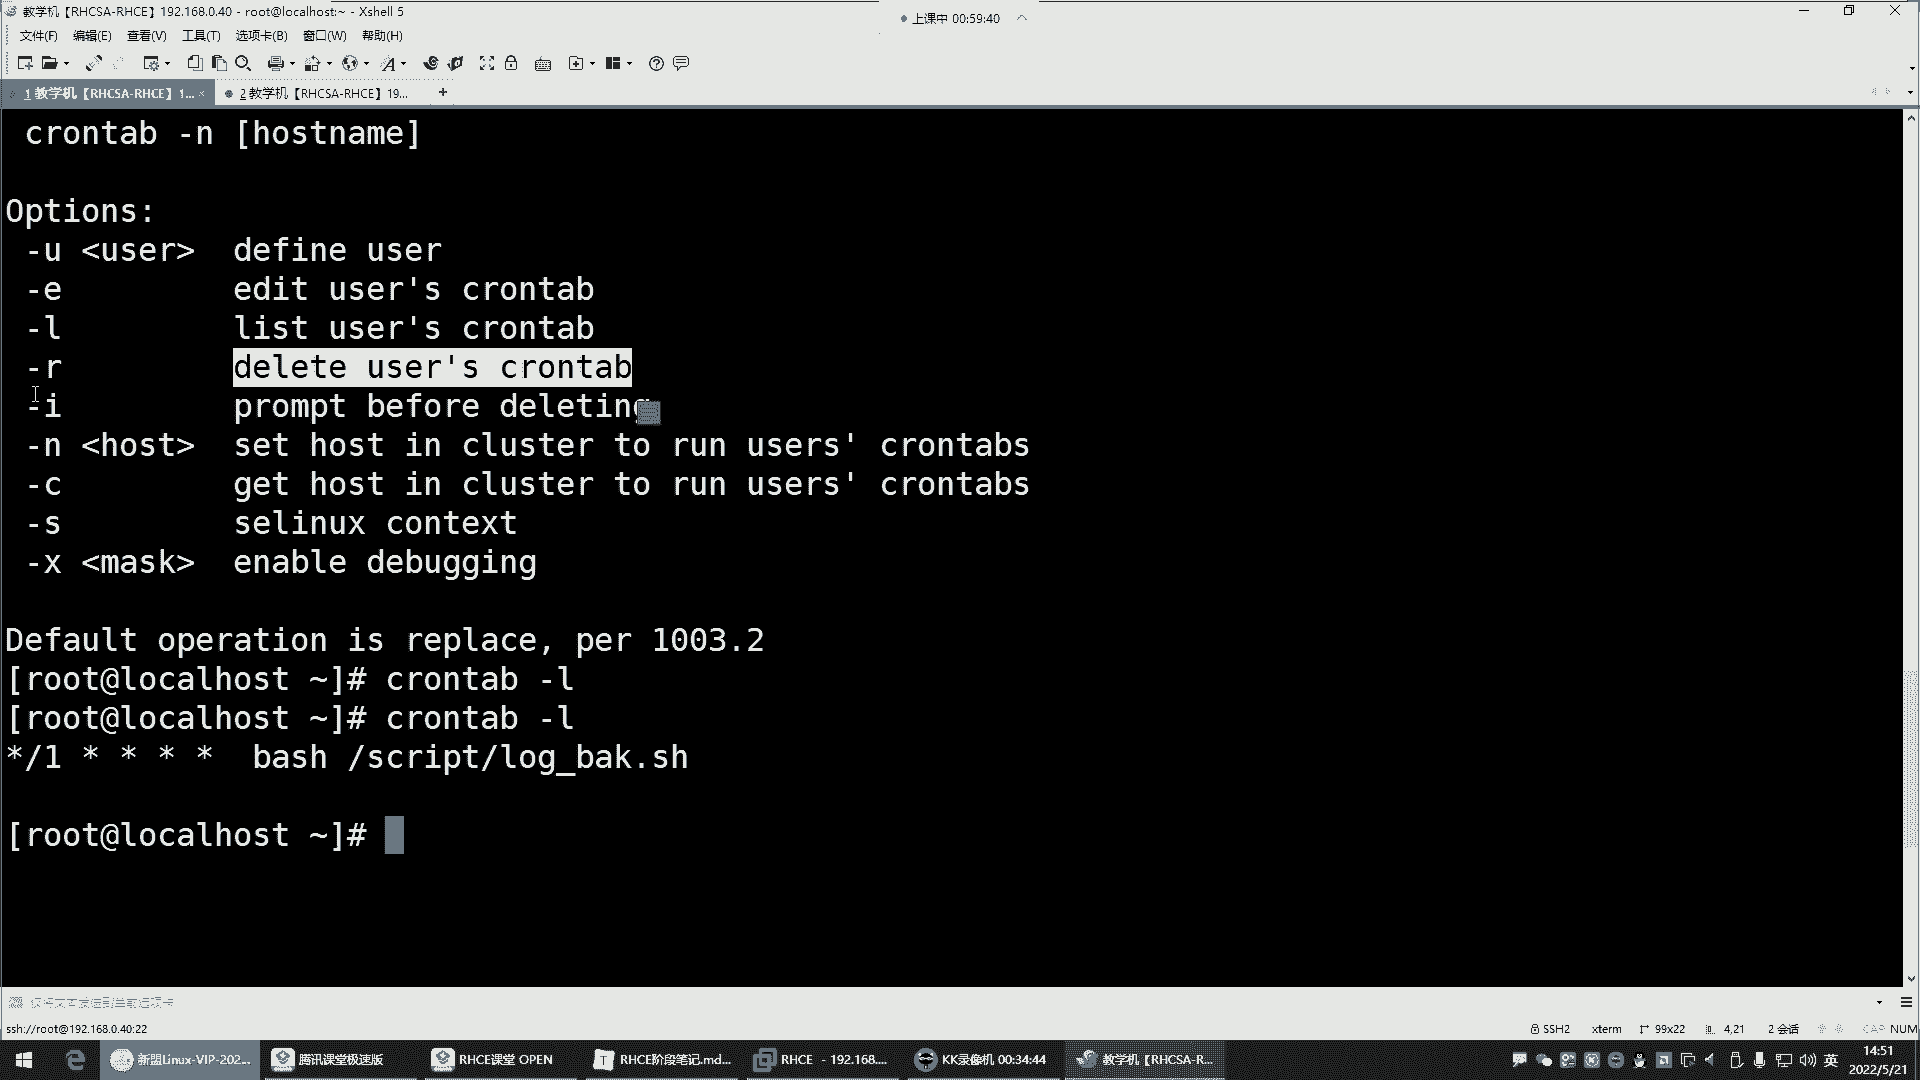 教学机【RHCSA-RHCE】192.168.0.40 - root@localhost:~ - Xshell 5
上课中 00:59:40
文件(F) 编辑(E) 查看(V) 工具(T) 选项卡(B) 窗口(W) 帮助(H)
1 教学机【RHCSA-RHCE】1...
2 教学机【RHCSA-RHCE】19...
crontab -n [hostname]
Options:
-u <user> define user
-e edit user's crontab
-l list user's crontab
-r delete user's crontab
-i prompt before deleting
-n <host> set host in cluster to run users' crontabs
-c get host in cluster to run users' crontabs
-s selinux context
-x <mask> enable debugging
Default operation is replace, per 1003.2
[root@localhost ~]# crontab -l
[root@localhost ~]# crontab -l
*/1 * * * * bash /script/log_bak.sh
[root@localhost ~]#
ssh://root@192.168.0.40:22
SSH2 xterm 99x22 4,21 2 会话 CAP NUM
新盟Linux-VIP-202... 腾讯课堂极速版 RHCE课堂 OPEN RHCE阶段笔记.md... RHCE - 192.168.... KK录像机 00:34:44 教学机【RHCSA-R... 英 14:51
2022/5/21